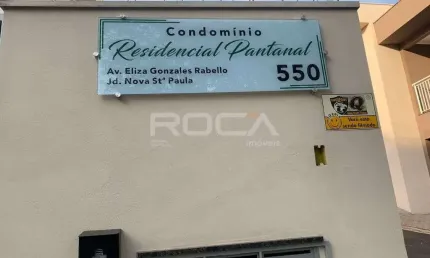 Condomínio
Residencial Pantanal
Av. Eliza Gonzales Rabello
Jd. Nova Stª Paula
550
ROCA